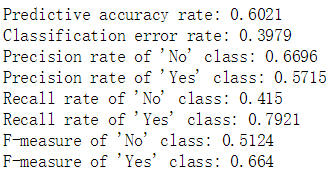 Predictive accuracy rate: 0.6021
Classification error rate: 0.3979
Precision rate of 'No' class: 0.6696
Precision rate of 'Yes' class: 0.5715
Recall rate of 'No' class: 0.415
Recall rate of 'Yes' class: 0.7921
F-measure of 'No' class: 0.5124
F-measure of 'Yes' class: 0.664